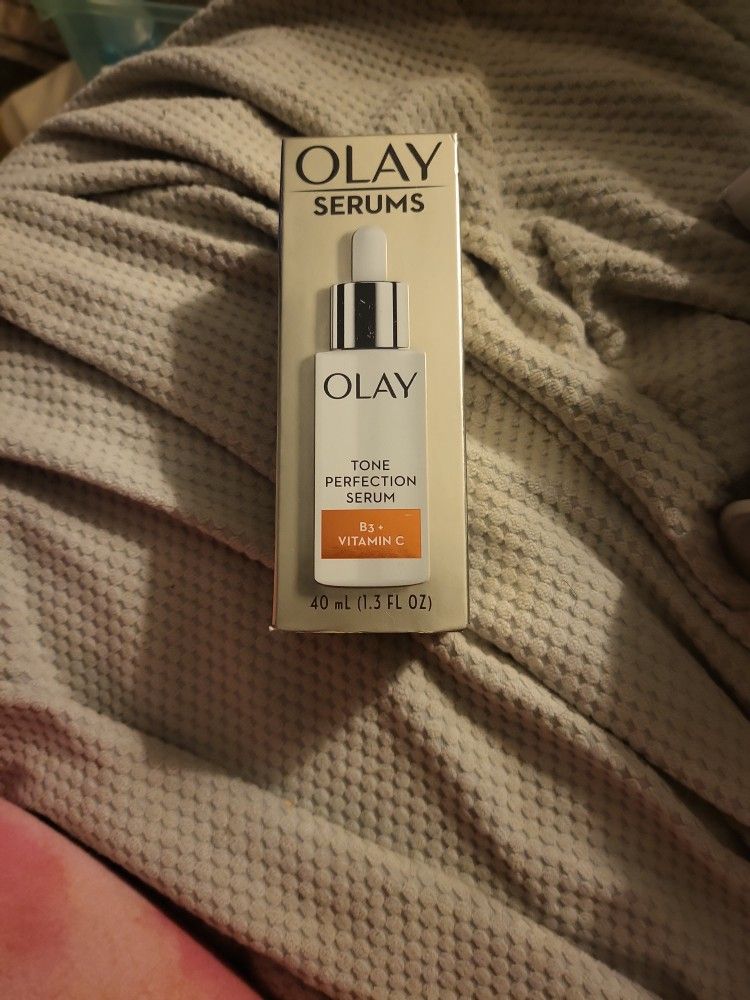 OLAY
SERUMS
OLAY
TONE
PERFECTION
SERUM
B3 +
VITAMIN C
40 mL (1.3 FL OZ)